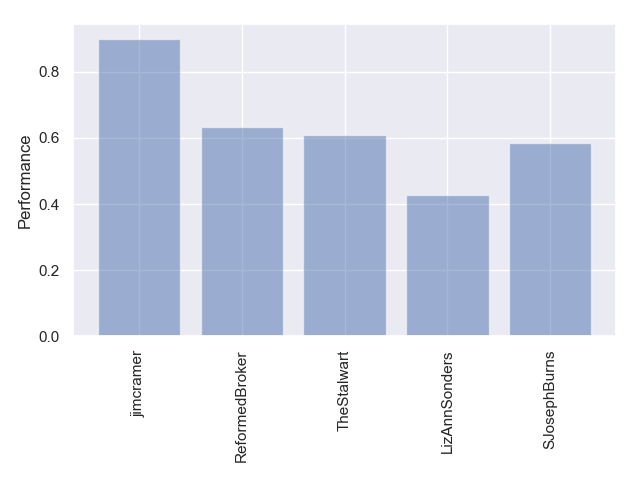 0.8
0.6
0.4
0.2
0.0
Performance
jimcramer
ReformedBroker
TheStalwart
LizAnnSonders
SJosephBurns